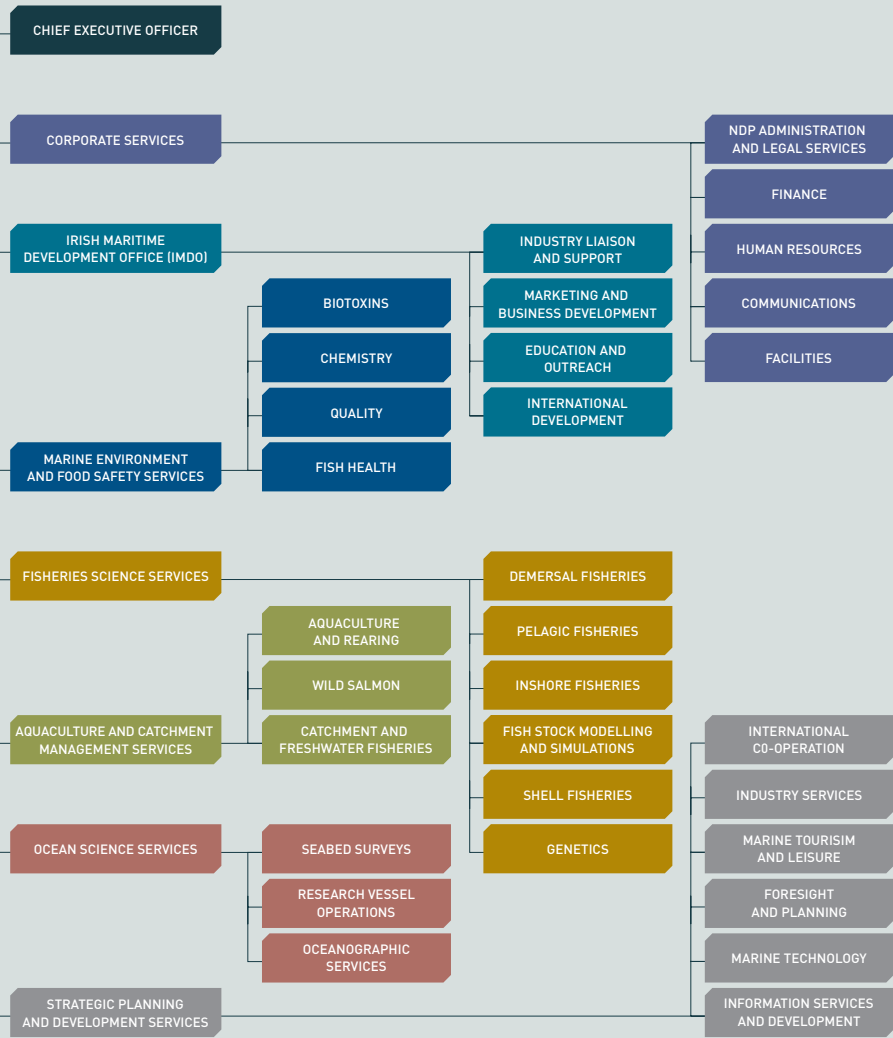 CHIEF EXECUTIVE OFFICER
CORPORATE SERVICES
NDP ADMINISTRATION
AND LEGAL SERVICES
FINANCE
HUMAN RESOURCES
COMMUNICATIONS
FACILITIES
IRISH MARITIME
DEVELOPMENT OFFICE (IMDO)
INDUSTRY LIAISON
AND SUPPORT
MARKETING AND
BUSINESS DEVELOPMENT
EDUCATION AND
OUTREACH
INTERNATIONAL
DEVELOPMENT
MARINE ENVIRONMENT
AND FOOD SAFETY SERVICES
BIOTOXINS
CHEMISTRY
QUALITY
FISH HEALTH
FISHERIES SCIENCE SERVICES
DEMERSAL FISHERIES
PELAGIC FISHERIES
INSHORE FISHERIES
FISH STOCK MODELLING
AND SIMULATIONS
SHELL FISHERIES
GENETICS
AQUACULTURE AND CATCHMENT
MANAGEMENT SERVICES
AQUACULTURE
AND REARING
WILD SALMON
CATCHMENT AND
FRESHWATER FISHERIES
OCEAN SCIENCE SERVICES
SEABED SURVEYS
RESEARCH VESSEL
OPERATIONS
OCEANOGRAPHIC
SERVICES
STRATEGIC PLANNING
AND DEVELOPMENT SERVICES
INTERNATIONAL
C0-OPERATION
INDUSTRY SERVICES
MARINE TOURISIM
AND LEISURE
FORESIGHT
AND PLANNING
MARINE TECHNOLOGY
INFORMATION SERVICES
AND DEVELOPMENT